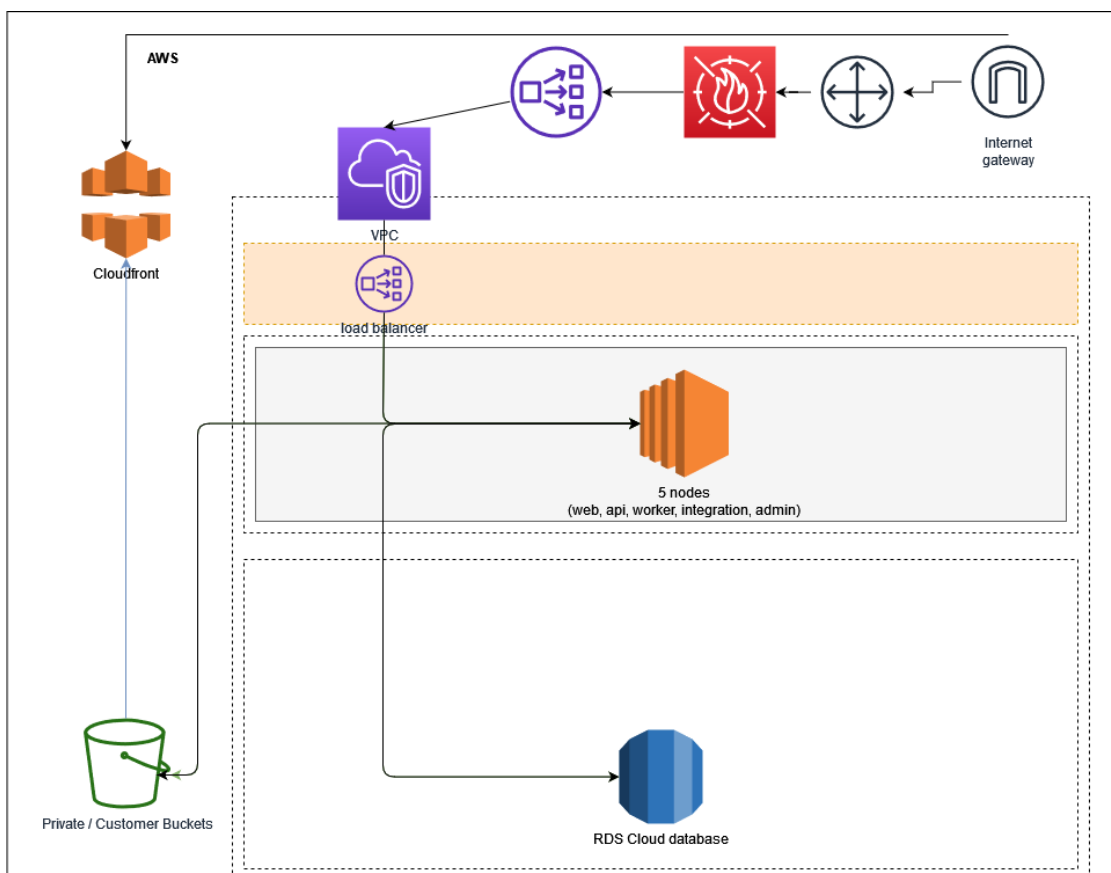 AWS
Internet
gateway
VPC
Cloudfront
load balancer
5 nodes
(web, api, worker, integration, admin)
Private / Customer Buckets
RDS Cloud database